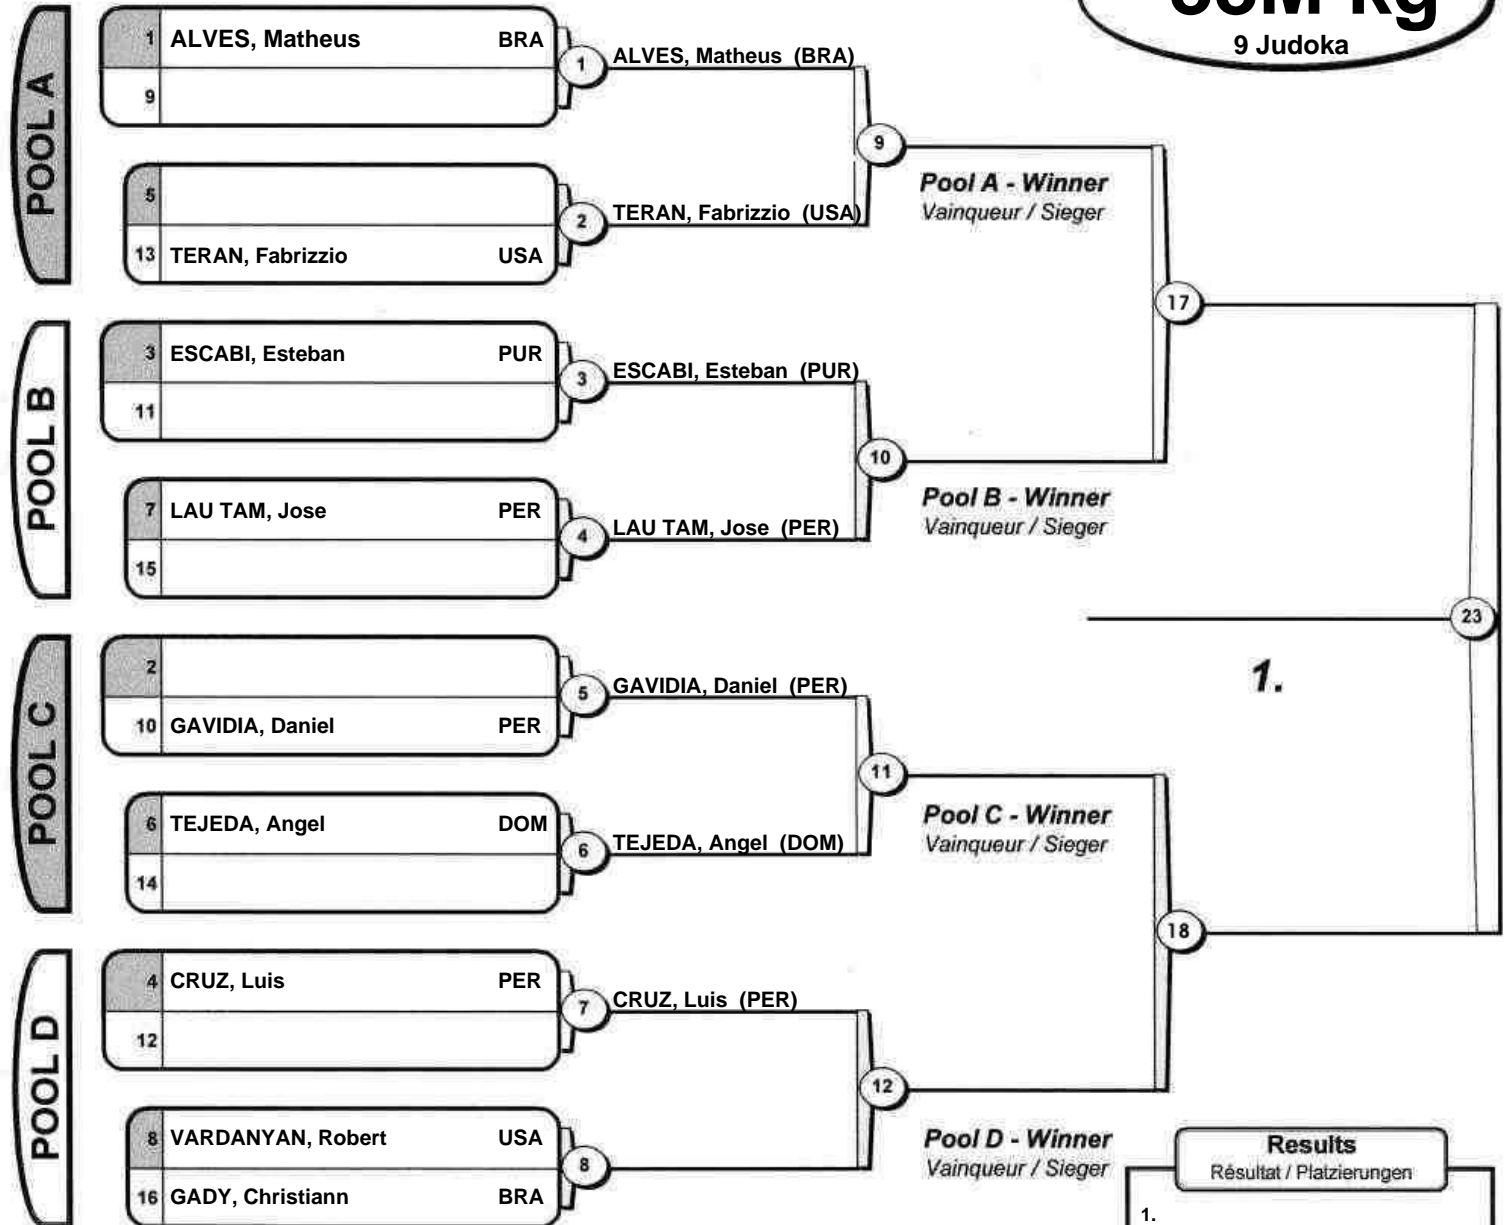 kg
9 Judoka
POOL A
1 ALVES, Matheus BRA
9
1
ALVES, Matheus (BRA)
5
13 TERAN, Fabrizzio USA
2
TERAN, Fabrizzio (USA)
9
Pool A - Winner
Vainqueur / Sieger
POOL B
3 ESCABI, Esteban PUR
11
3
ESCABI, Esteban (PUR)
7 LAU TAM, Jose PER
15
4
LAU TAM, Jose (PER)
10
Pool B - Winner
Vainqueur / Sieger
17
POOL C
2
10 GAVIDIA, Daniel PER
5
GAVIDIA, Daniel (PER)
6 TEJEDA, Angel DOM
14
6
TEJEDA, Angel (DOM)
11
Pool C - Winner
Vainqueur / Sieger
POOL D
4 CRUZ, Luis PER
12
7
CRUZ, Luis (PER)
8 VARDANYAN, Robert USA
16 GADY, Christiann BRA
8
12
Pool D - Winner
Vainqueur / Sieger
18
23
1.
Results
Résultat / Platzierungen
1.